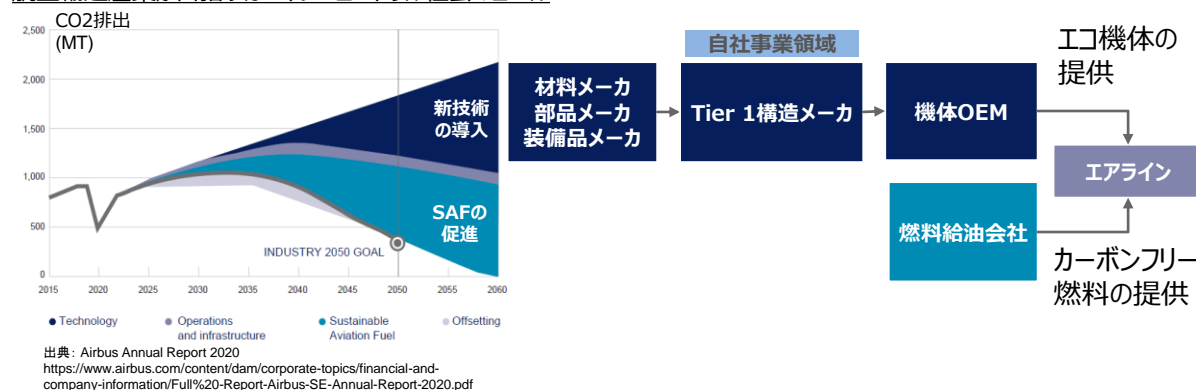 CO2排出
(MT)
2,500
2,000
1,500
1,000
500
0
2015
2020
2025
2030
2035
2040
2045
2050
2055
2060
新技術
の導入
SAFの
促進
INDUSTRY 2050 GOAL
Technology
Operations
and infrastructure
Sustainable
Aviation Fuel
Offsetting
出典: Airbus Annual Report 2020
https://www.airbus.com/content/dam/corporate-topics/financial-and-
company-information/Full%20-Report-Airbus-SE-Annual-Report-2020.pdf
自社事業領域
材料メーカ
部品メーカ
装備品メーカ
Tier 1構造メーカ
機体OEM
エコ機体の
提供
エアライン
燃料給油会社
カーボンフリー
燃料の提供